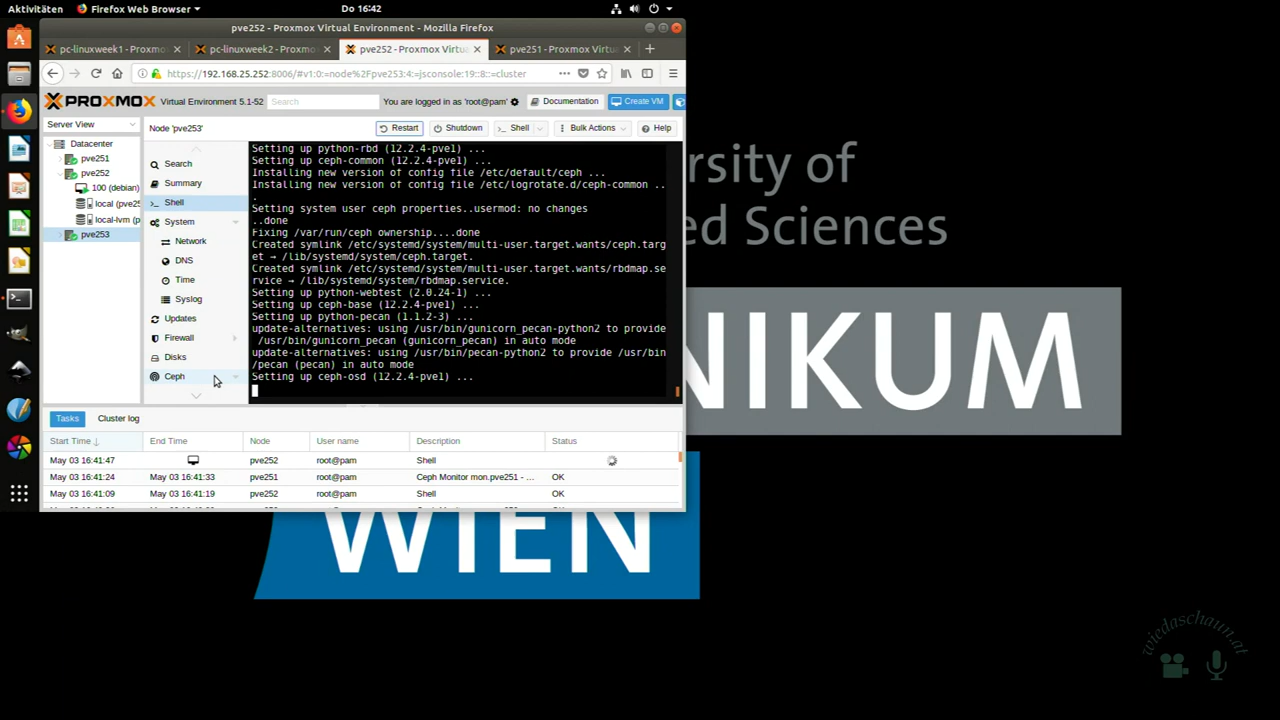 Aktivitäten
Firefox Web Browser
Do 16:42
pve252 - Proxmox Virtual Environment - Mozilla Firefox
pc-linuxweek1 - Proxmo
pc-linuxweek2 - Proxmo
pve252 - Proxmox Virtua
pve251 - Proxmox Virtu
https://192.168.25.252:8006/#v1:0:=node%2Fpve253:4:=jsconsole:19::8::=cluster
PROXMOX
Virtual Environment 5.1-52
Search
You are logged in as 'root@pam'
Documentation
Create VM
Server View
Node 'pve253'
Restart
Shutdown
Shell
Bulk Actions
Help
Datacenter
pve251
pve252
100 (debian)
local (pve25
local-lvm (p
pve253
Search
Summary
Shell
System
Network
DNS
Time
Syslog
Updates
Firewall
Disks
Ceph
Setting up python-rbd (12.2.4-pve1) ...
Setting up ceph-common (12.2.4-pve1) ...
Installing new version of config file /etc/default/ceph ...
Installing new version of config file /etc/logrotate.d/ceph-common ..
.
Setting system user ceph properties..usermod: no changes
..done
Fixing /var/run/ceph ownership....done
Created symlink /etc/systemd/system/multi-user.target.wants/ceph.targ
et → /lib/systemd/system/ceph.target.
Created symlink /etc/systemd/system/multi-user.target.wants/rbdmap.se
rvice → /lib/systemd/system/rbdmap.service.
Setting up python-webtest (2.0.24-1) ...
Setting up ceph-base (12.2.4-pve1) ...
Setting up python-pecan (1.1.2-3) ...
update-alternatives: using /usr/bin/gunicorn_pecan-python2 to provide
/usr/bin/gunicorn_pecan (gunicorn_pecan) in auto mode
update-alternatives: using /usr/bin/pecan-python2 to provide /usr/bin
/pecan (pecan) in auto mode
Setting up ceph-osd (12.2.4-pve1) ...
Tasks
Cluster log
Start Time
End Time
Node
User name
Description
Status
May 03 16:41:47
pve252
root@pam
Shell
May 03 16:41:24
May 03 16:41:33
pve251
root@pam
Ceph Monitor mon.pve251 - ...
OK
May 03 16:41:09
May 03 16:41:19
pve252
root@pam
Shell
OK
rsity of
ed Sciences
NIKUM
WIEN
wiedaschaun.at